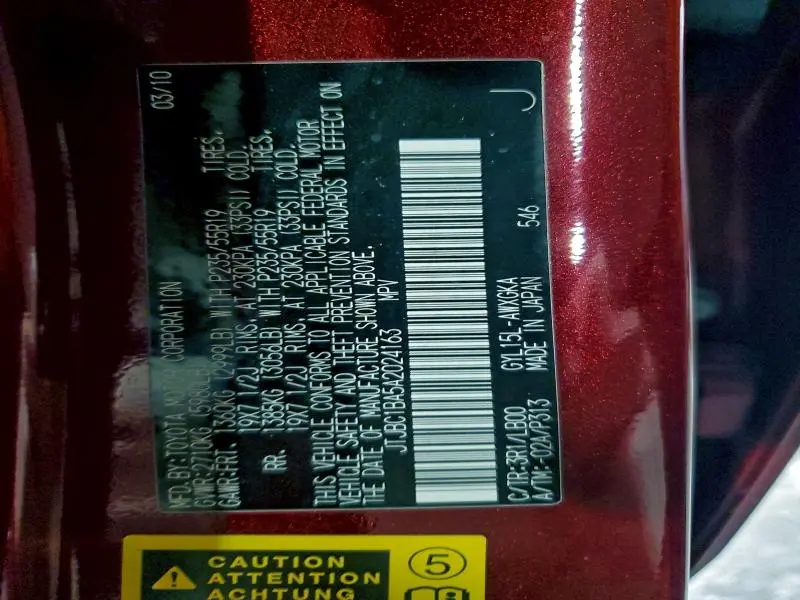 MFD.BY:TOYOTA CORPORATION 03/10
GVWR:2710KG
GAWR:FRT. 1360KG (2999LB) WITH P235/55R19 TIRES.
19X7 1/2J RIMS. AT 230KPA (33PSI) COLD.
RR. 1385KG (3053LB) WITH P235/55R19 TIRES.
19X7 1/2J RIMS. AT 230KPA (33PSI) COLD.
THIS VEHICLE CONFORMS TO ALL APPLICABLE FEDERAL MOTOR
VEHICLE SAFETY AND THEFT PREVENTION STANDARDS IN EFFECT ON
THE DATE OF MANUFACTURE SHOWN ABOVE.
JTJBC1BA5A2024163 MPV
C/TR:3R1/LB00 GYL15L-AWXGKA 546 J
A/TM:-02A/P313 MADE IN JAPAN
CAUTION
ATTENTION
ACHTUNG
5